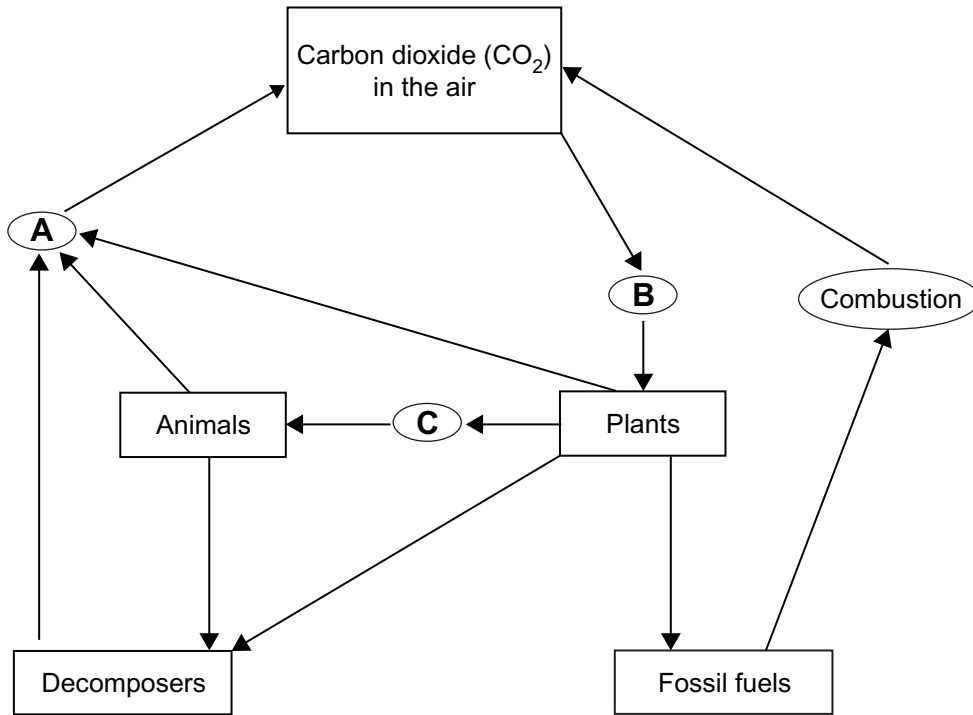 Carbon dioxide (CO₂)
in the air
A
B
Combustion
Animals
C
Plants
Decomposers
Fossil fuels